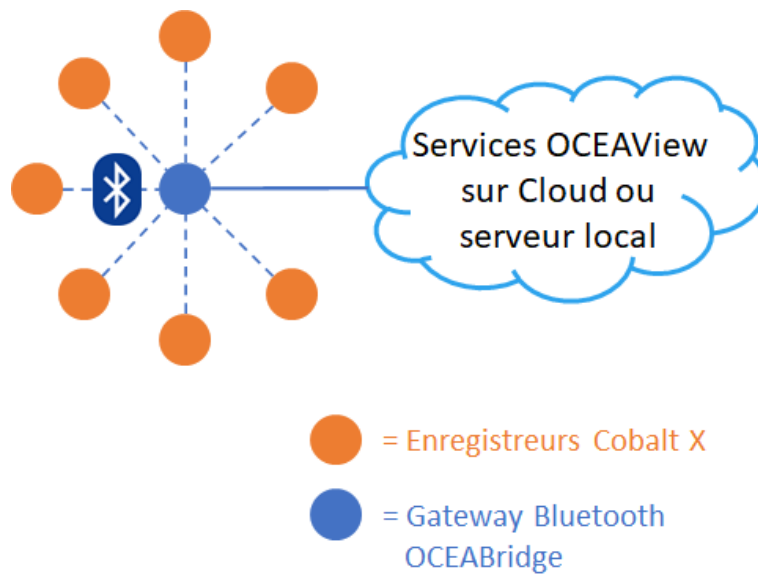 Services OCEAView
sur Cloud ou
serveur local
= Enregistreurs Cobalt X
= Gateway Bluetooth
OCEABridge